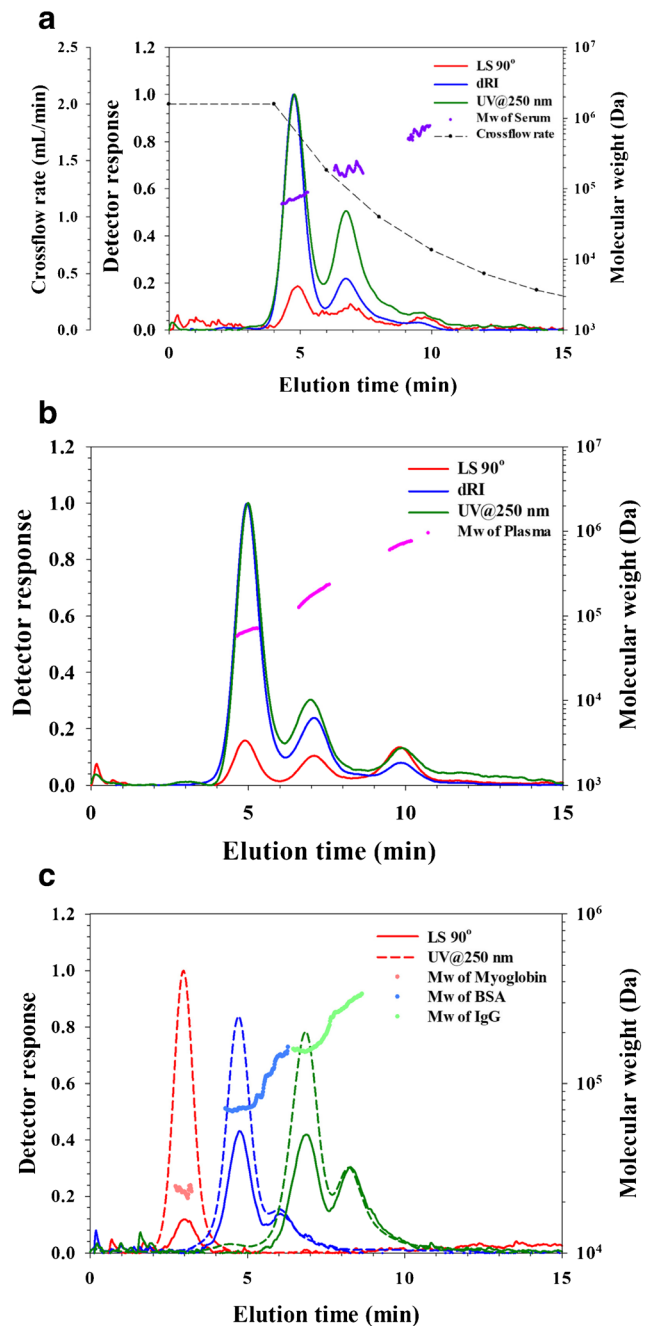 a
2.5
2.0
1.5
1.0
0.5
0.0
Crossflow rate (mL/min)
1.2
1.0
0.8
0.6
0.4
0.2
0.0
Detector response
LS 90°
dRI
UV@250 nm
Mw of Serum
Crossflow rate
10⁷
10⁶
10⁵
10⁴
10³
Molecular weight (Da)
0 5 10 15
Elution time (min)
b
1.2
1.0
0.8
0.6
0.4
0.2
0.0
Detector response
LS 90°
dRI
UV@250 nm
Mw of Plasma
10⁷
10⁶
10⁵
10⁴
10³
Molecular weight (Da)
0 5 10 15
Elution time (min)
c
1.2
1.0
0.8
0.6
0.4
0.2
0.0
Detector response
LS 90°
UV@250 nm
Mw of Myoglobin
Mw of BSA
Mw of IgG
10⁶
10⁵
10⁴
Molecular weight (Da)
0 5 10 15
Elution time (min)